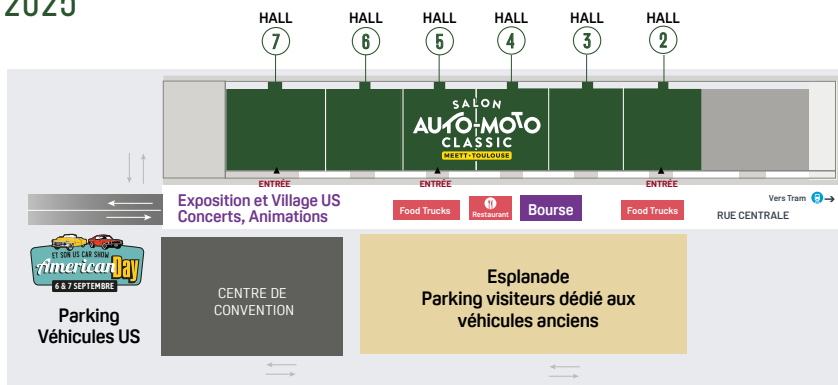 2025
HALL HALL HALL HALL HALL HALL
7 6 5 4 3 2
SALON
AUTO-MOTO
CLASSIC
MEETT•TOULOUSE
ENTRÉE ENTRÉE ENTRÉE
Exposition et Village US
Concerts, Animations
Food Trucks
Restaurant
Bourse
Food Trucks
Vers Tram
RUE CENTRALE
ET SON US CAR SHOW
American Day
6 & 7 SEPTEMBRE
Parking
Véhicules US
CENTRE DE
CONVENTION
Esplanade
Parking visiteurs dédié aux
véhicules anciens